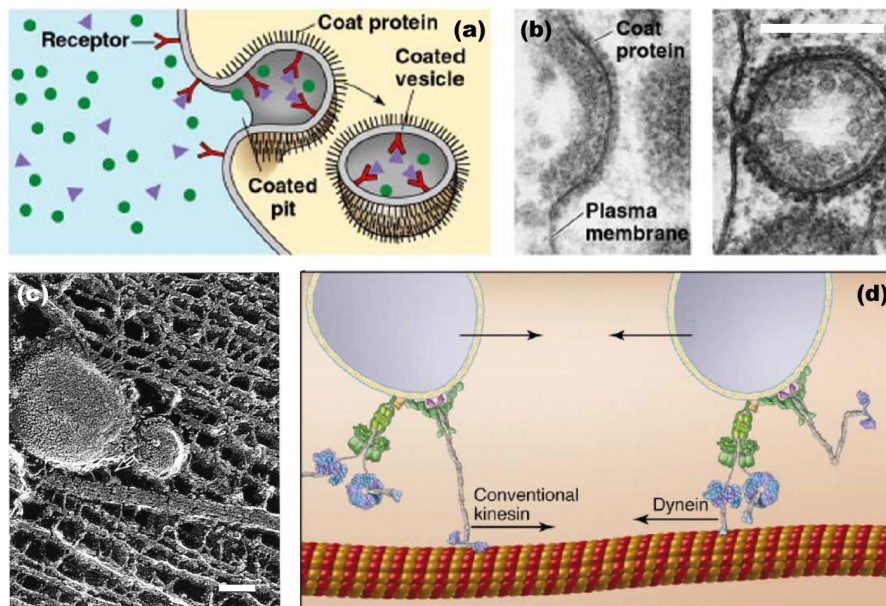 (a)
Coat protein
Receptor
Coated
vesicle
Coated
pit
(b)
Coat
protein
Plasma
membrane
(c)
(d)
Conventional
kinesin
Dynein